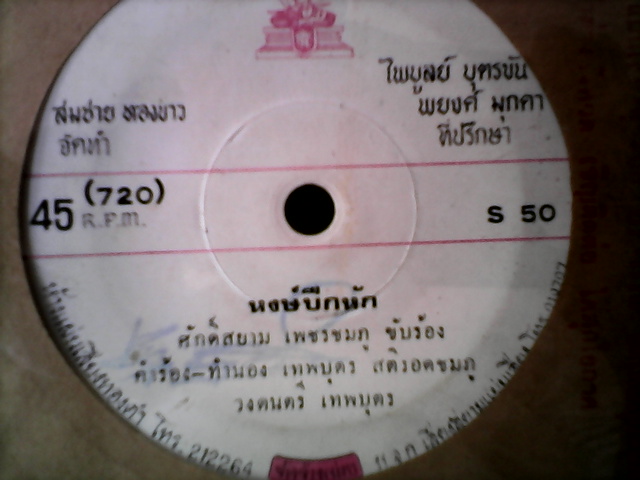 ไพบูลย์ บุตรขัน
พยงค์ มุกดา
ที่ปรึกษา
สมชาย ทองขาว
จัดทำ
45 (720)
R.P.M.
S 50
หงษ์ปีกหัก
ศักดิ์สยาม เพชรชมภู ขับร้อง
คำร้อง-ทำนอง เทพบุตร สติรอดชมภู
วงดนตรี เทพบุตร
โทร. 212264